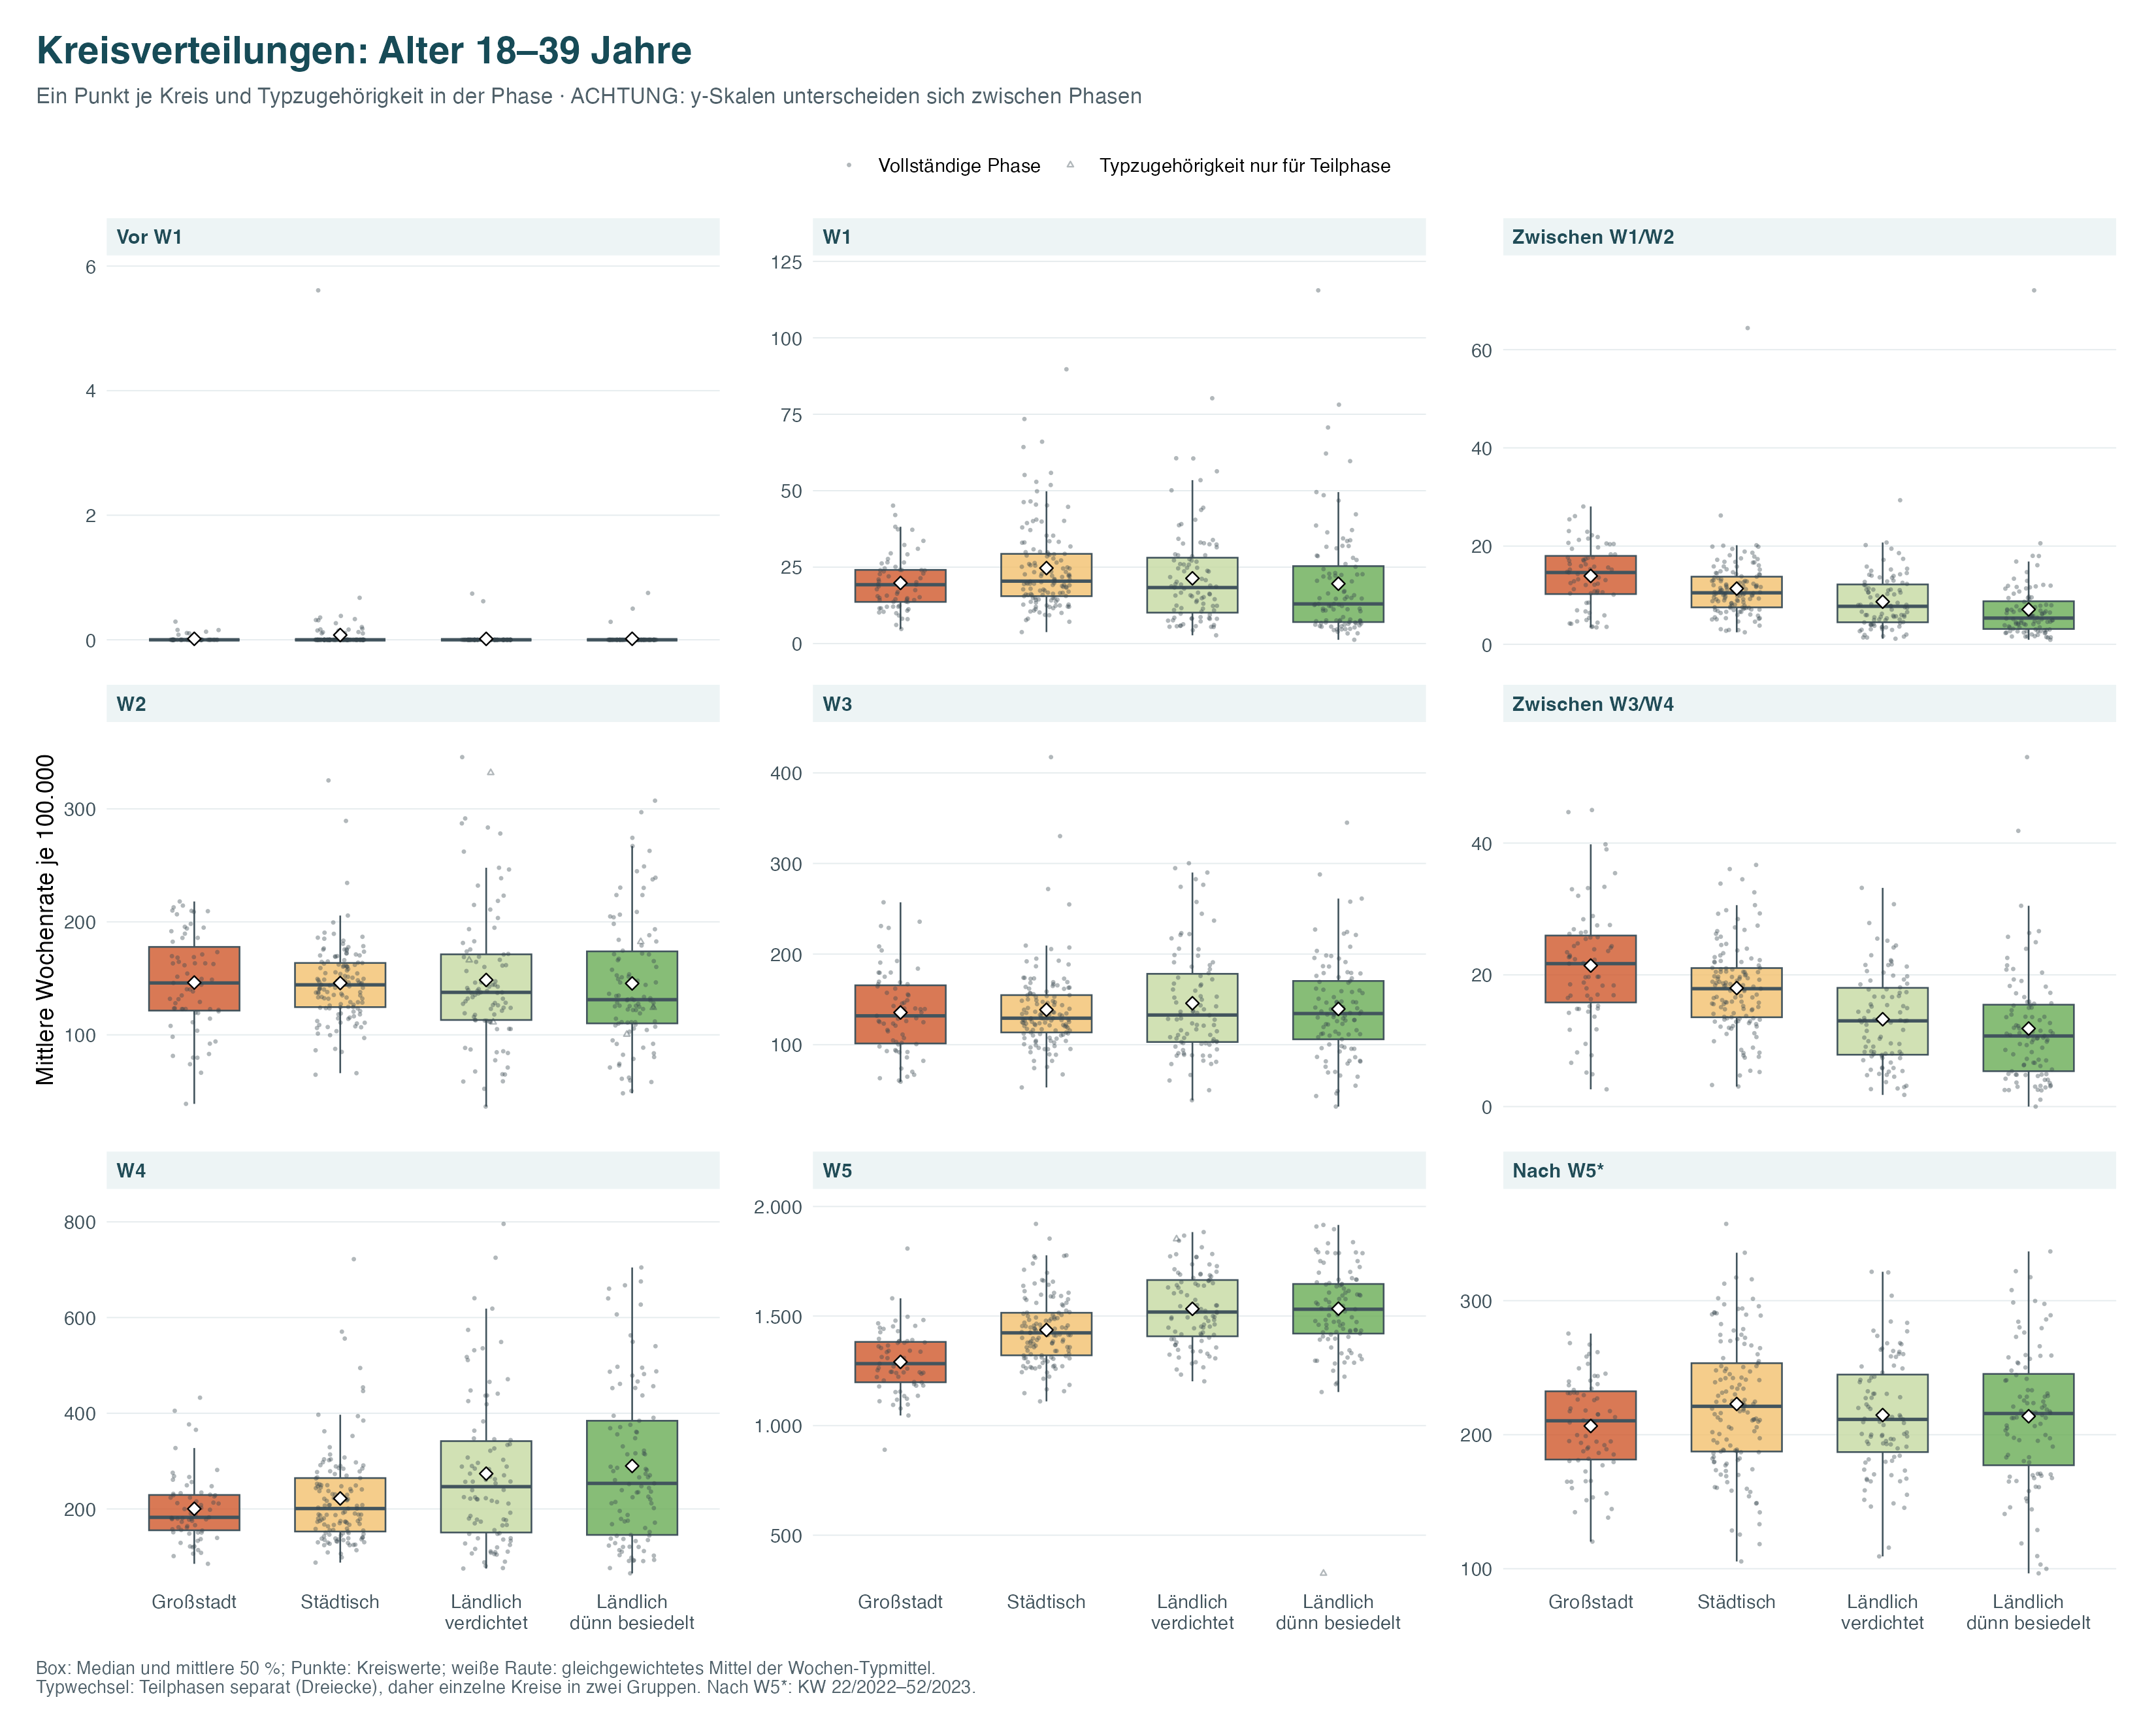 Kreisverteilungen: Alter 18–39 Jahre
Ein Punkt je Kreis und Typzugehörigkeit in der Phase · ACHTUNG: y-Skalen unterscheiden sich zwischen Phasen
Vollständige Phase
Typzugehörigkeit nur für Teilphase
Mittlere Wochenrate je 100.000
Vor W1
6
4
2
0
W1
125
100
75
50
25
0
Zwischen W1/W2
60
40
20
0
W2
300
200
100
W3
400
300
200
100
Zwischen W3/W4
40
20
0
W4
800
600
400
200
Großstadt
Städtisch
Ländlich
verdichtet
Ländlich
dünn besiedelt
W5
2.000
1.500
1.000
500
Großstadt
Städtisch
Ländlich
verdichtet
Ländlich
dünn besiedelt
Nach W5*
300
200
100
Großstadt
Städtisch
Ländlich
verdichtet
Ländlich
dünn besiedelt
Box: Median und mittlere 50 %; Punkte: Kreiswerte; weiße Raute: gleichgewichtetes Mittel der Wochen-Typmittel.
Typwechsel: Teilphasen separat (Dreiecke), daher einzelne Kreise in zwei Gruppen. Nach W5*: KW 22/2022–52/2023.